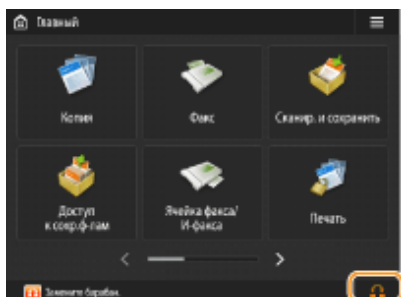 Главный
Копия
Факс
Сканир. и сохранить
Доступ
к сохр.ф-лам
Ячейка факса/
И-факса
Печать
Замените барабан.